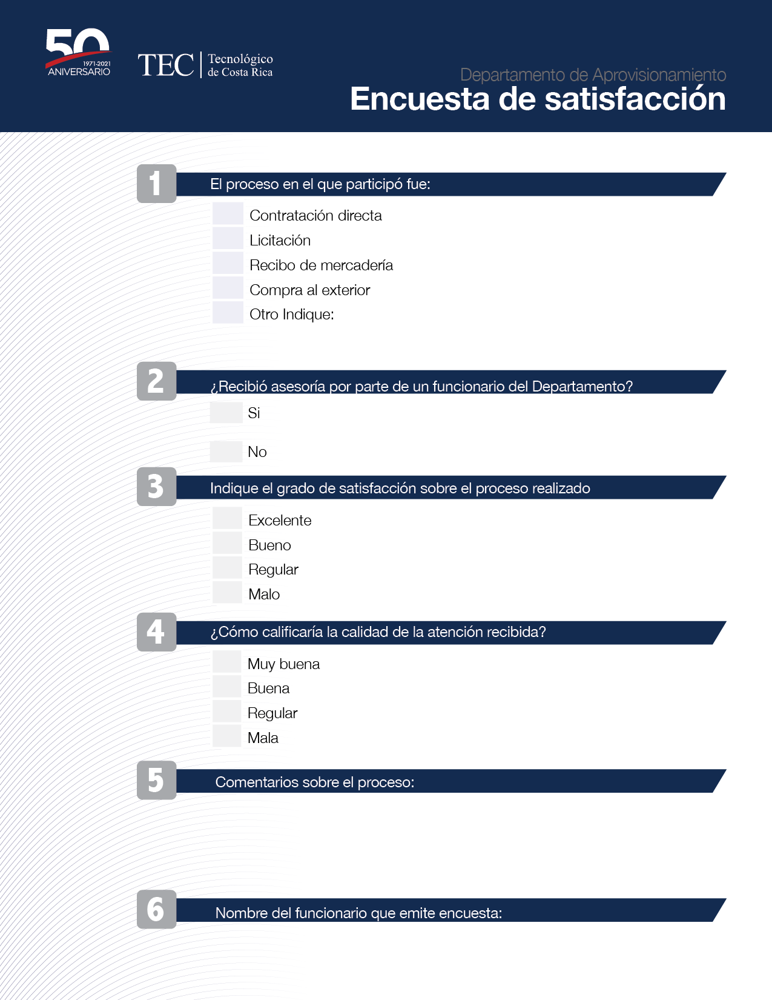 50
1971-2021
ANIVERSARIO
TEC
Tecnológico
de Costa Rica
Departamento de Aprovisionamiento
Encuesta de satisfacción
1
El proceso en el que participó fue:
Contratación directa
Licitación
Recibo de mercadería
Compra al exterior
Otro Indique:
2
¿Recibió asesoría por parte de un funcionario del Departamento?
Si
No
3
Indique el grado de satisfacción sobre el proceso realizado
Excelente
Bueno
Regular
Malo
4
¿Cómo calificaría la calidad de la atención recibida?
Muy buena
Buena
Regular
Mala
5
Comentarios sobre el proceso:
6
Nombre del funcionario que emite encuesta: